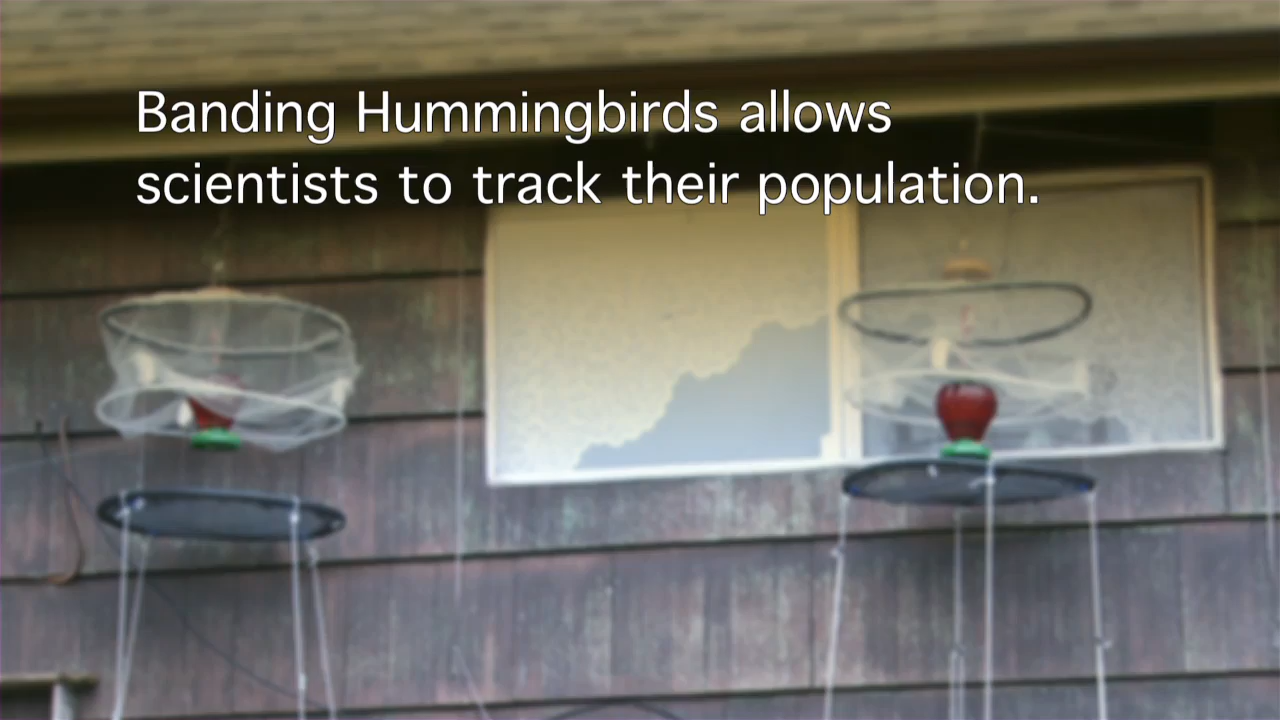 Banding Hummingbirds allows
scientists to track their population.